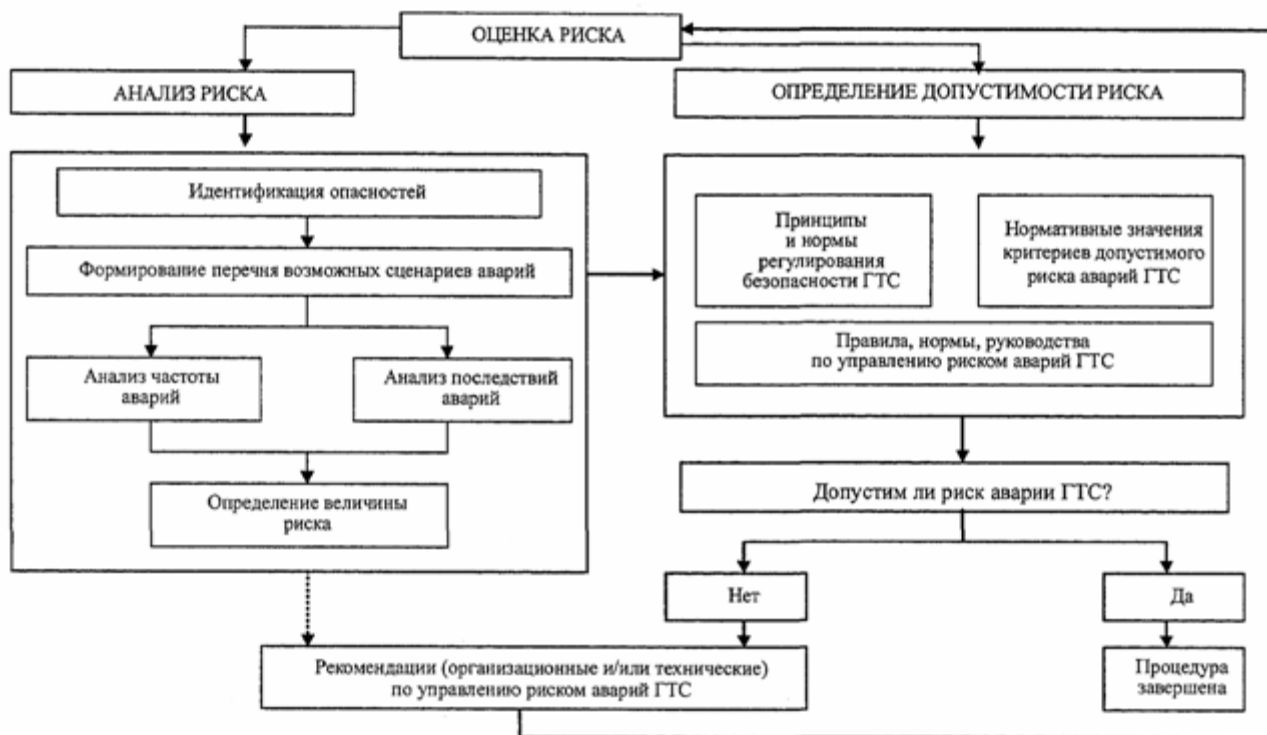 ОЦЕНКА РИСКА
АНАЛИЗ РИСКА
Идентификация опасностей
Формирование перечня возможных сценариев аварий
Анализ частоты
аварий
Анализ последствий
аварий
Определение величины
риска
ОПРЕДЕЛЕНИЕ ДОПУСТИМОСТИ РИСКА
Принципы
и нормы
регулирования
безопасности ГТС
Нормативные значения
критериев допустимого
риска аварий ГТС
Правила, нормы, руководства
по управлению риском аварий ГТС
Допустим ли риск аварии ГТС?
Нет
Да
Рекомендации (организационные и/или технические)
по управлению риском аварий ГТС
Процедура
завершена